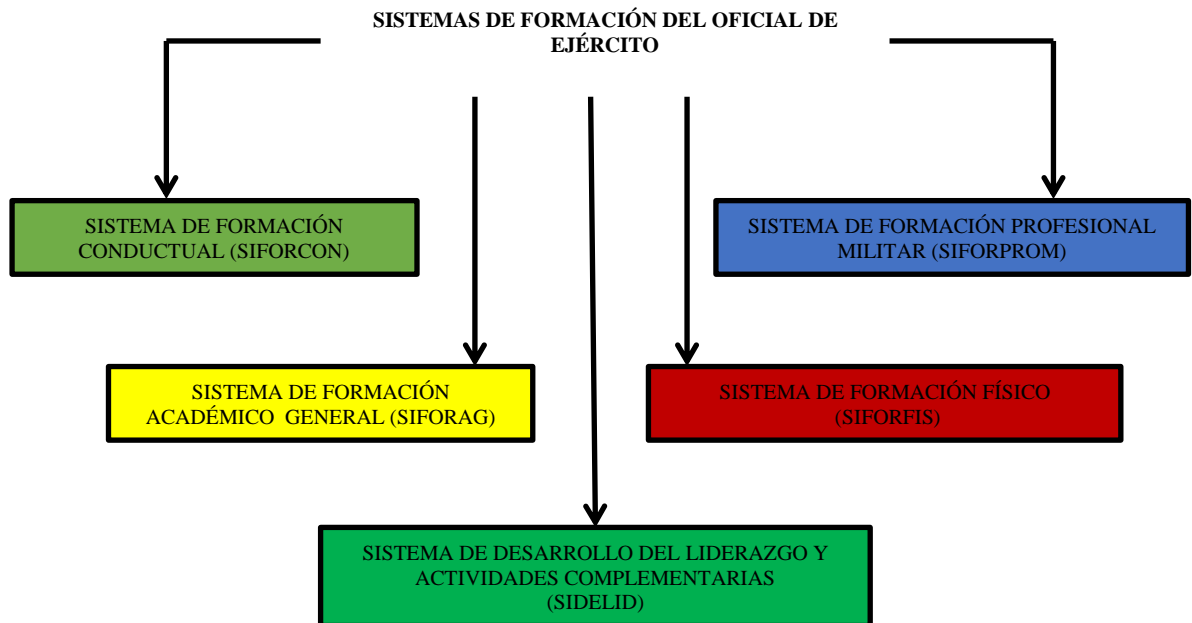 SISTEMAS DE FORMACIÓN DEL OFICIAL DE
EJÉRCITO
SISTEMA DE FORMACIÓN
CONDUCTUAL (SIFORCON)
SISTEMA DE FORMACIÓN PROFESIONAL
MILITAR (SIFORPROM)
SISTEMA DE FORMACIÓN
ACADÉMICO GENERAL (SIFORAG)
SISTEMA DE FORMACIÓN FÍSICO
(SIFORFIS)
SISTEMA DE DESARROLLO DEL LIDERAZGO Y
ACTIVIDADES COMPLEMENTARIAS
(SIDELID)